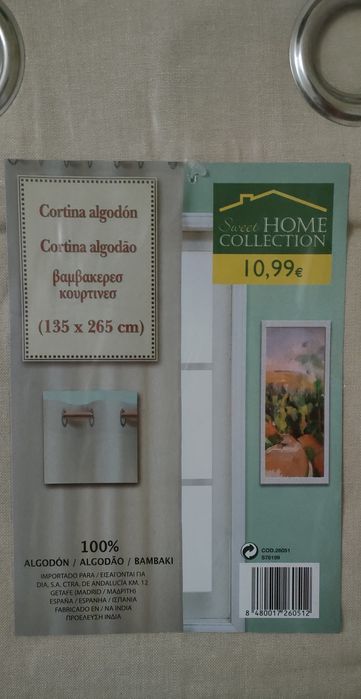 Cortina algodón
Cortina algodão
βαμβακερεσ
κουρτινεσ
(135 x 265 cm)
Sweet HOME
COLLECTION
10,99€
100%
ALGODÓN / ALGODÃO / BAMBAKI
IMPORTADO PARA / ΕΙΣΑΓΟΝΤΑΙ ΓΙΑ
DIA, S.A. CTRA. DE ANDALUCÍA KM. 12
GETAFE (MADRID / ΜΑΔΡΙΤΗ)
ESPAÑA / ESPANHA / ΙΣΠΑΝΙΑ
FABRICADO EN / NA INDIA
ΠΡΟΕΛΕΥΣΗ ΙΝΔΙΑ
COD.26051
S76199
8 480017 260512